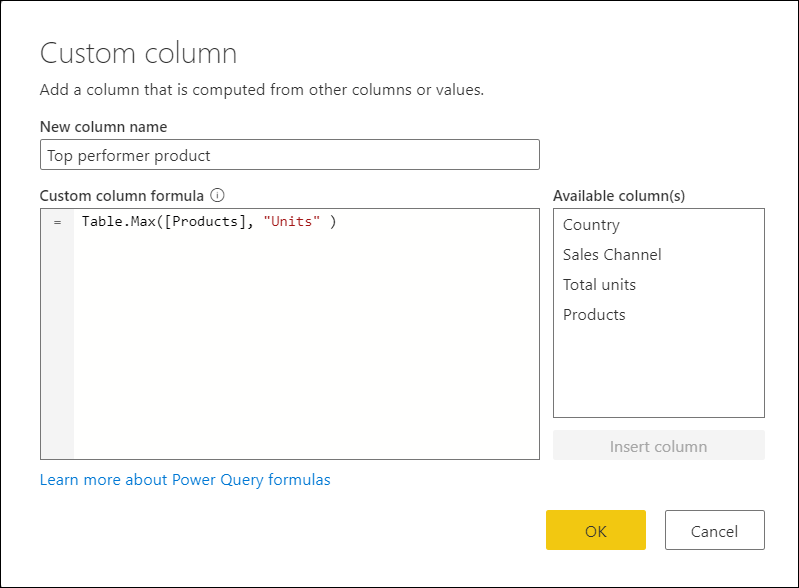 Custom column
Add a column that is computed from other columns or values.
New column name
Top performer product
Custom column formula
= Table.Max([Products], "Units" )
Available column(s)
Country
Sales Channel
Total units
Products
Insert column
Learn more about Power Query formulas
OK
Cancel